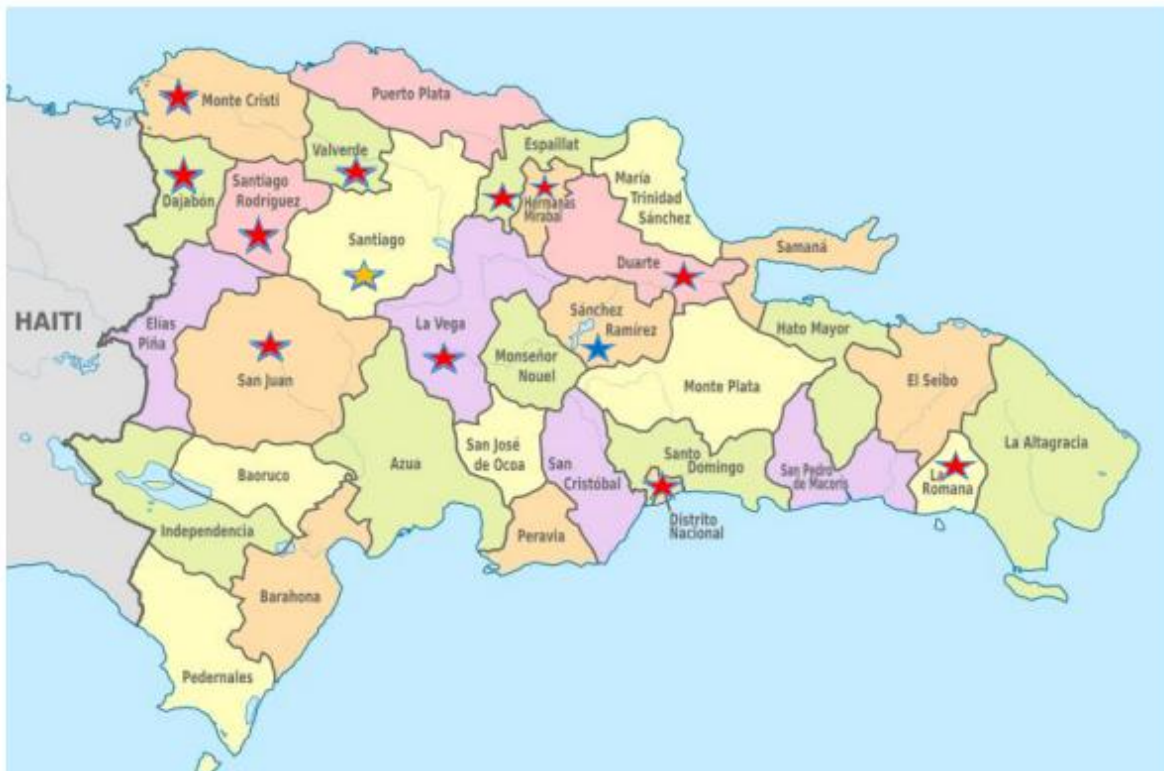 Monte Cristi
Puerto Plata
Valverde
Espaillat
Dajabón
Santiago
Rodríguez
Hermanas
Mirabal
María
Trinidad
Sánchez
Santiago
Samaná
Duarte
HAITI
Elías
Piña
La Vega
Sánchez
Ramírez
Hato Mayor
San Juan
Monseñor
Nouel
Monte Plata
El Seibo
La Altagracia
Baoruco
Azua
San José
de Ocoa
San
Cristóbal
Santo
Domingo
San Pedro
de Macoris
La
Romana
Independencia
Peravia
Distrito
Nacional
Barahona
Pedernales